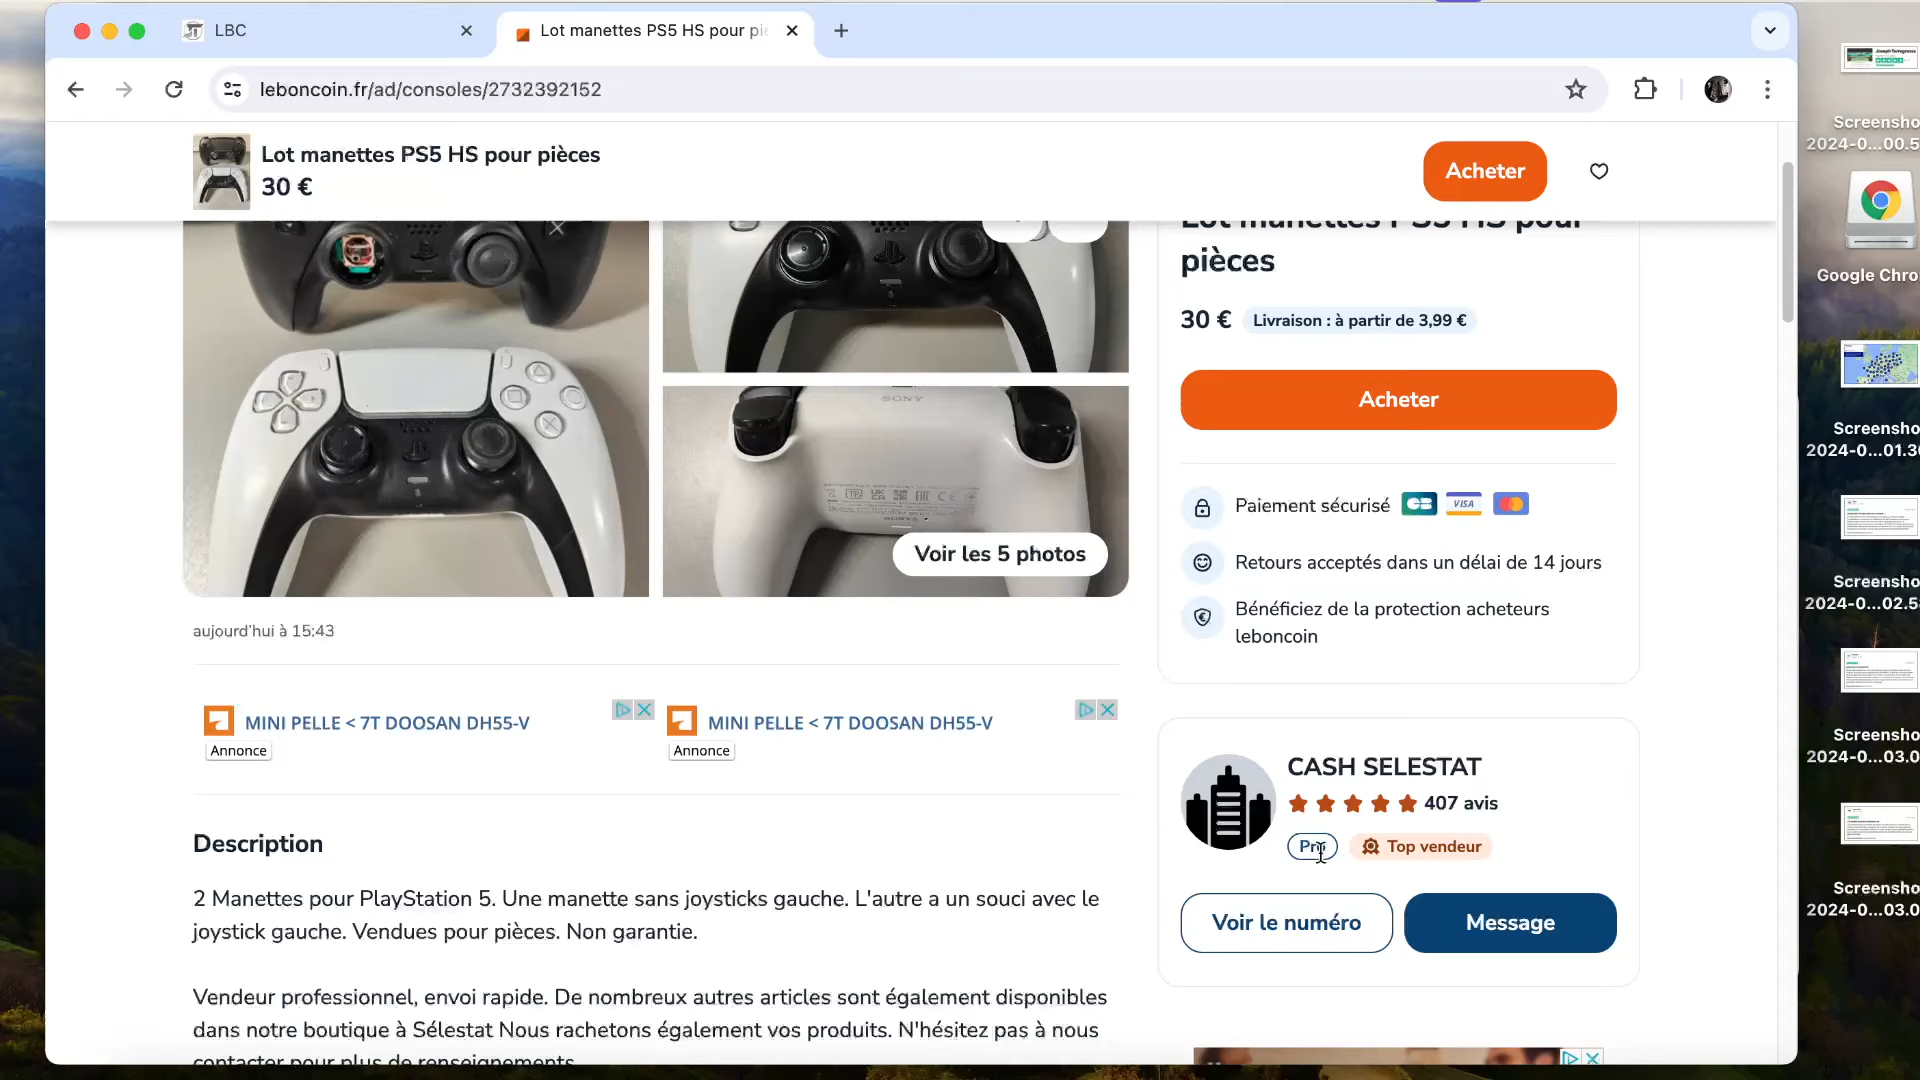 LBC
Lot manettes PS5 HS pour pi
leboncoin.fr/ad/consoles/2732392152
Lot manettes PS5 HS pour pièces
30 €
Acheter
Lot manettes PS5 HS pour
pièces
30 €
Livraison : à partir de 3,99 €
Acheter
Paiement sécurisé
CB
VISA
Retours acceptés dans un délai de 14 jours
Bénéficiez de la protection acheteurs
leboncoin
SONY
Voir les 5 photos
aujourd'hui à 15:43
MINI PELLE < 7T DOOSAN DH55-V
Annonce
MINI PELLE < 7T DOOSAN DH55-V
Annonce
CASH SELESTAT
407 avis
Pro
Top vendeur
Voir le numéro
Message
Description
2 Manettes pour PlayStation 5. Une manette sans joysticks gauche. L'autre a un souci avec le
joystick gauche. Vendues pour pièces. Non garantie.
Vendeur professionnel, envoi rapide. De nombreux autres articles sont également disponibles
dans notre boutique à Sélestat Nous rachetons également vos produits. N'hésitez pas à nous
contacter pour plus de renseignements
Screensho
2024-0...00.5
Google Chro
Screensho
2024-0...01.3
Screensho
2024-0...02.5
Screensho
2024-0...03.0
Screensho
2024-0...03.0